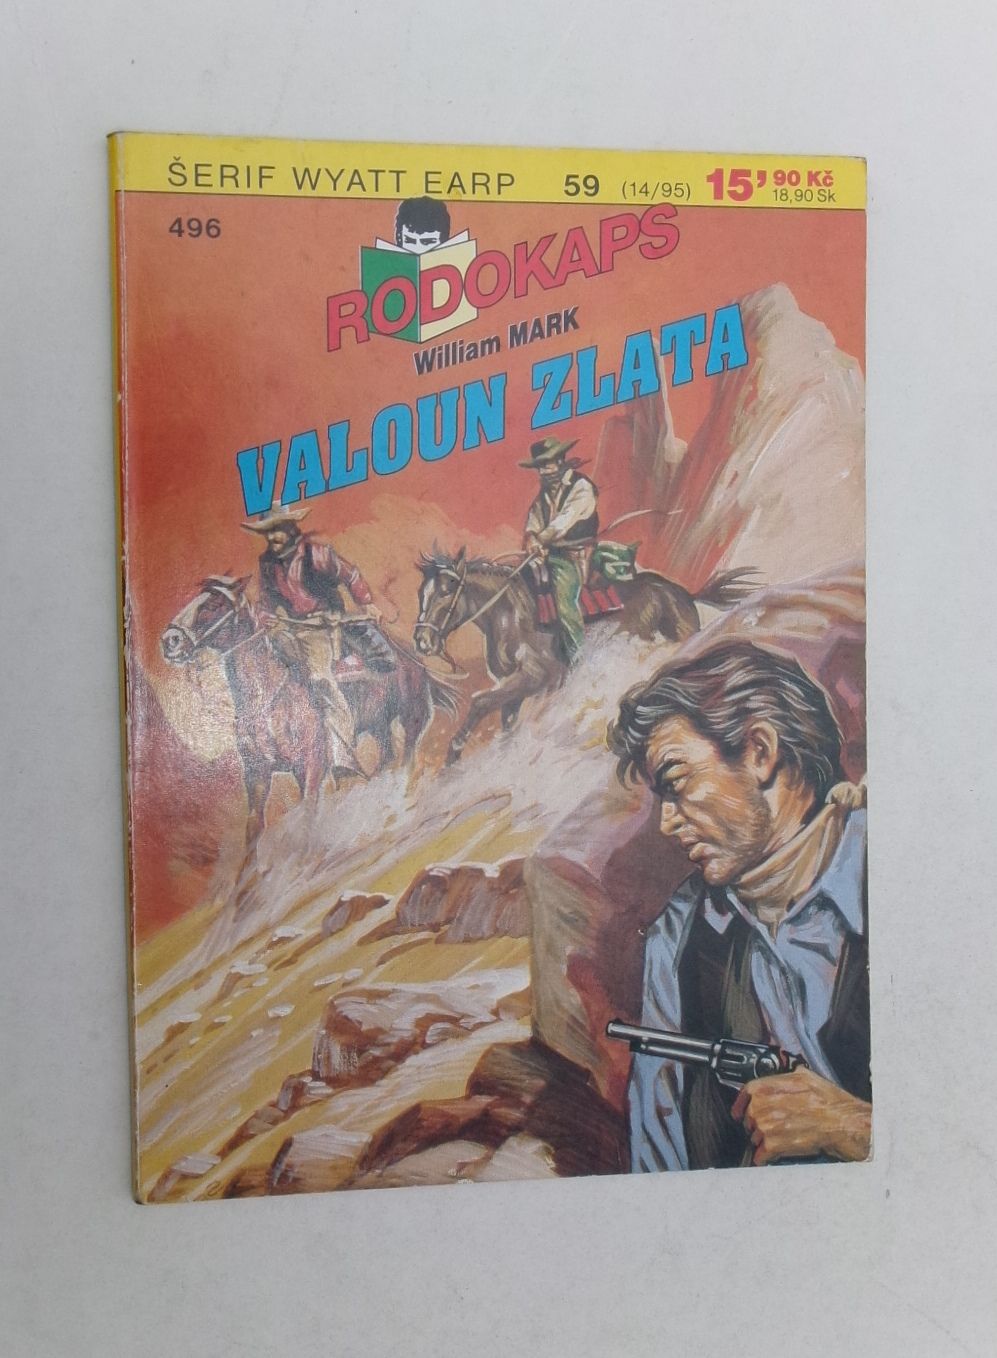 ŠERIF WYATT EARP 59 (14/95) 15’90 Kč
18,90 Sk
496
RODOKAPS
William MARK
VALOUN ZLATA